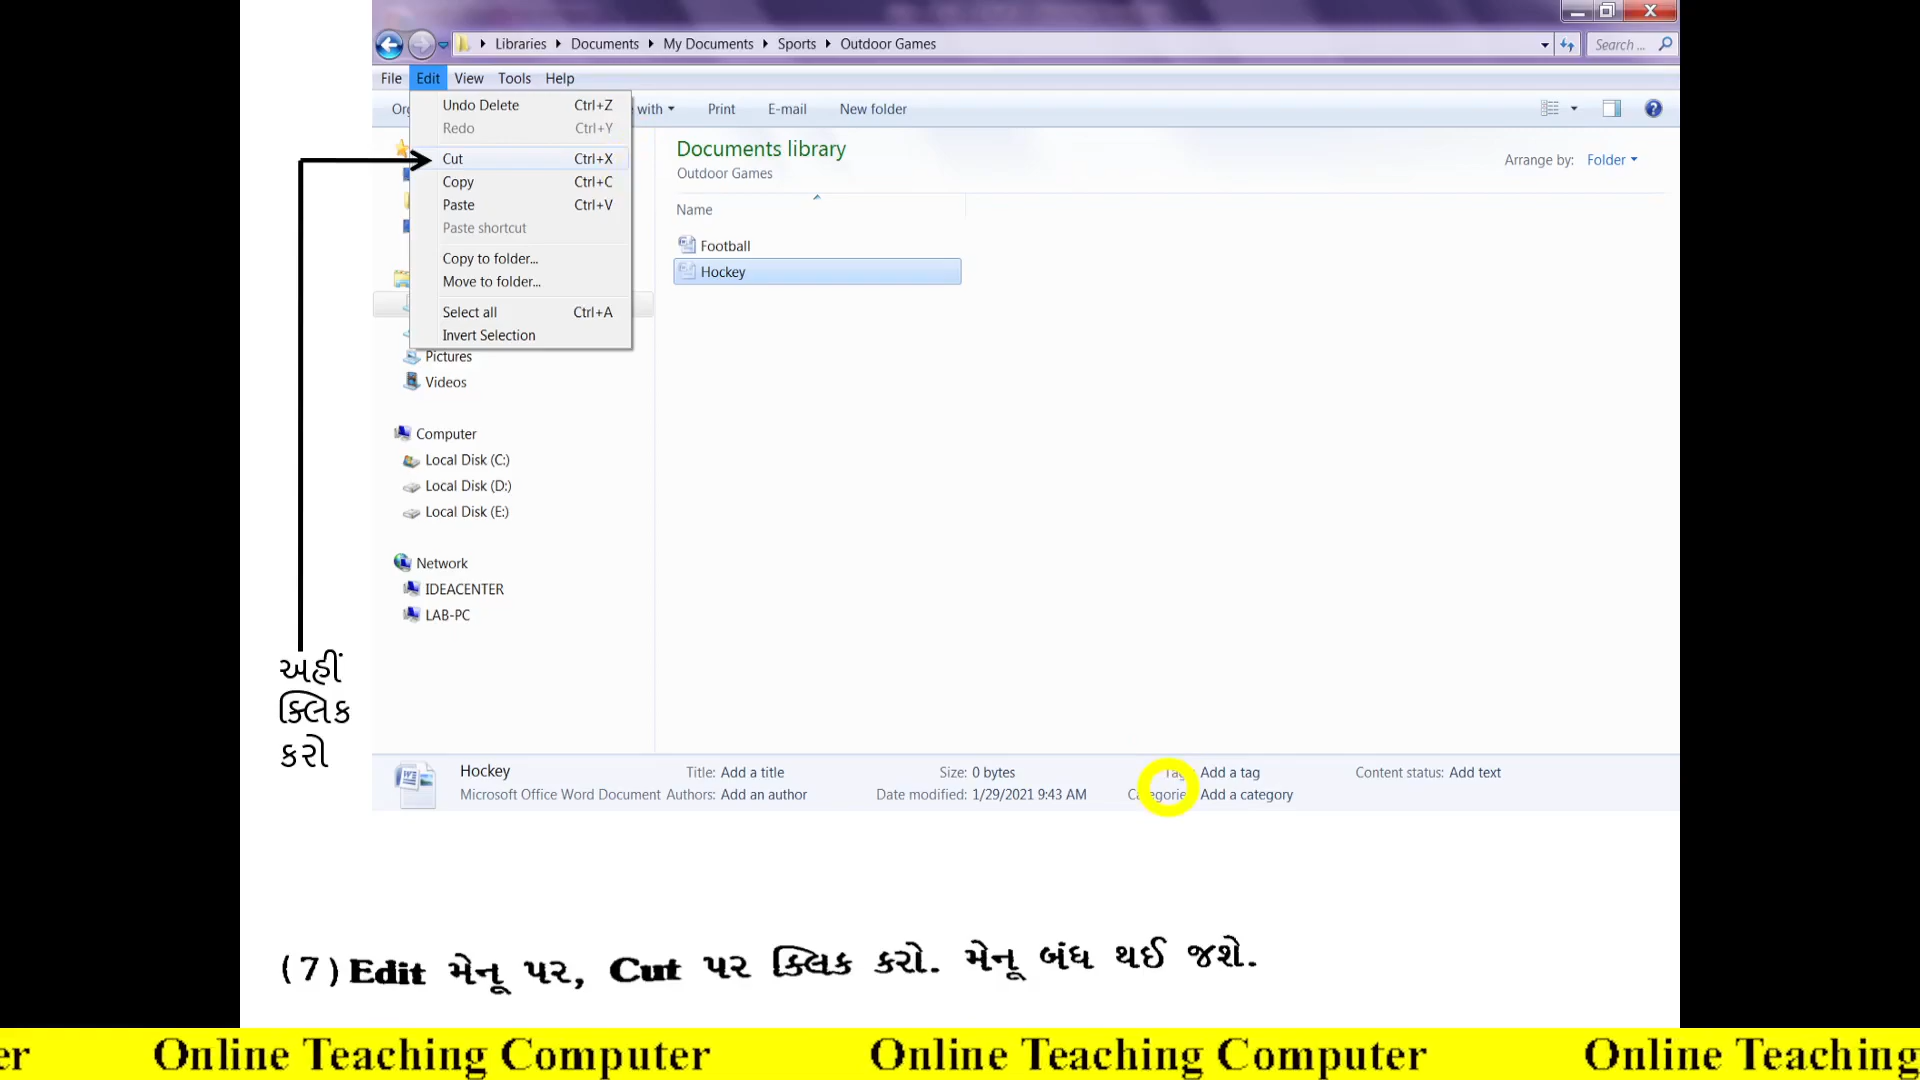 Libraries Documents My Documents Sports Outdoor Games
Search ...
File Edit View Tools Help
Undo Delete Ctrl+Z
Redo Ctrl+Y
Cut Ctrl+X
Copy Ctrl+C
Paste Ctrl+V
Paste shortcut
Copy to folder...
Move to folder...
Select all Ctrl+A
Invert Selection
with Print E-mail New folder
Documents library
Outdoor Games
Arrange by: Folder
Name
Football
Hockey
Pictures
Videos
Computer
Local Disk (C:)
Local Disk (D:)
Local Disk (E:)
Network
IDEACENTER
LAB-PC
અહીં
ક્લિક
કરો
Hockey Title: Add a title Size: 0 bytes Add a tag Content status: Add text
Microsoft Office Word Document Authors: Add an author Date modified: 1/29/2021 9:43 AM Categories: Add a category
(7) Edit મેનૂ પર, Cut પર ક્લિક કરો. મેનૂ બંધ થઈ જશે.
er Online Teaching Computer Online Teaching Computer Online Teaching